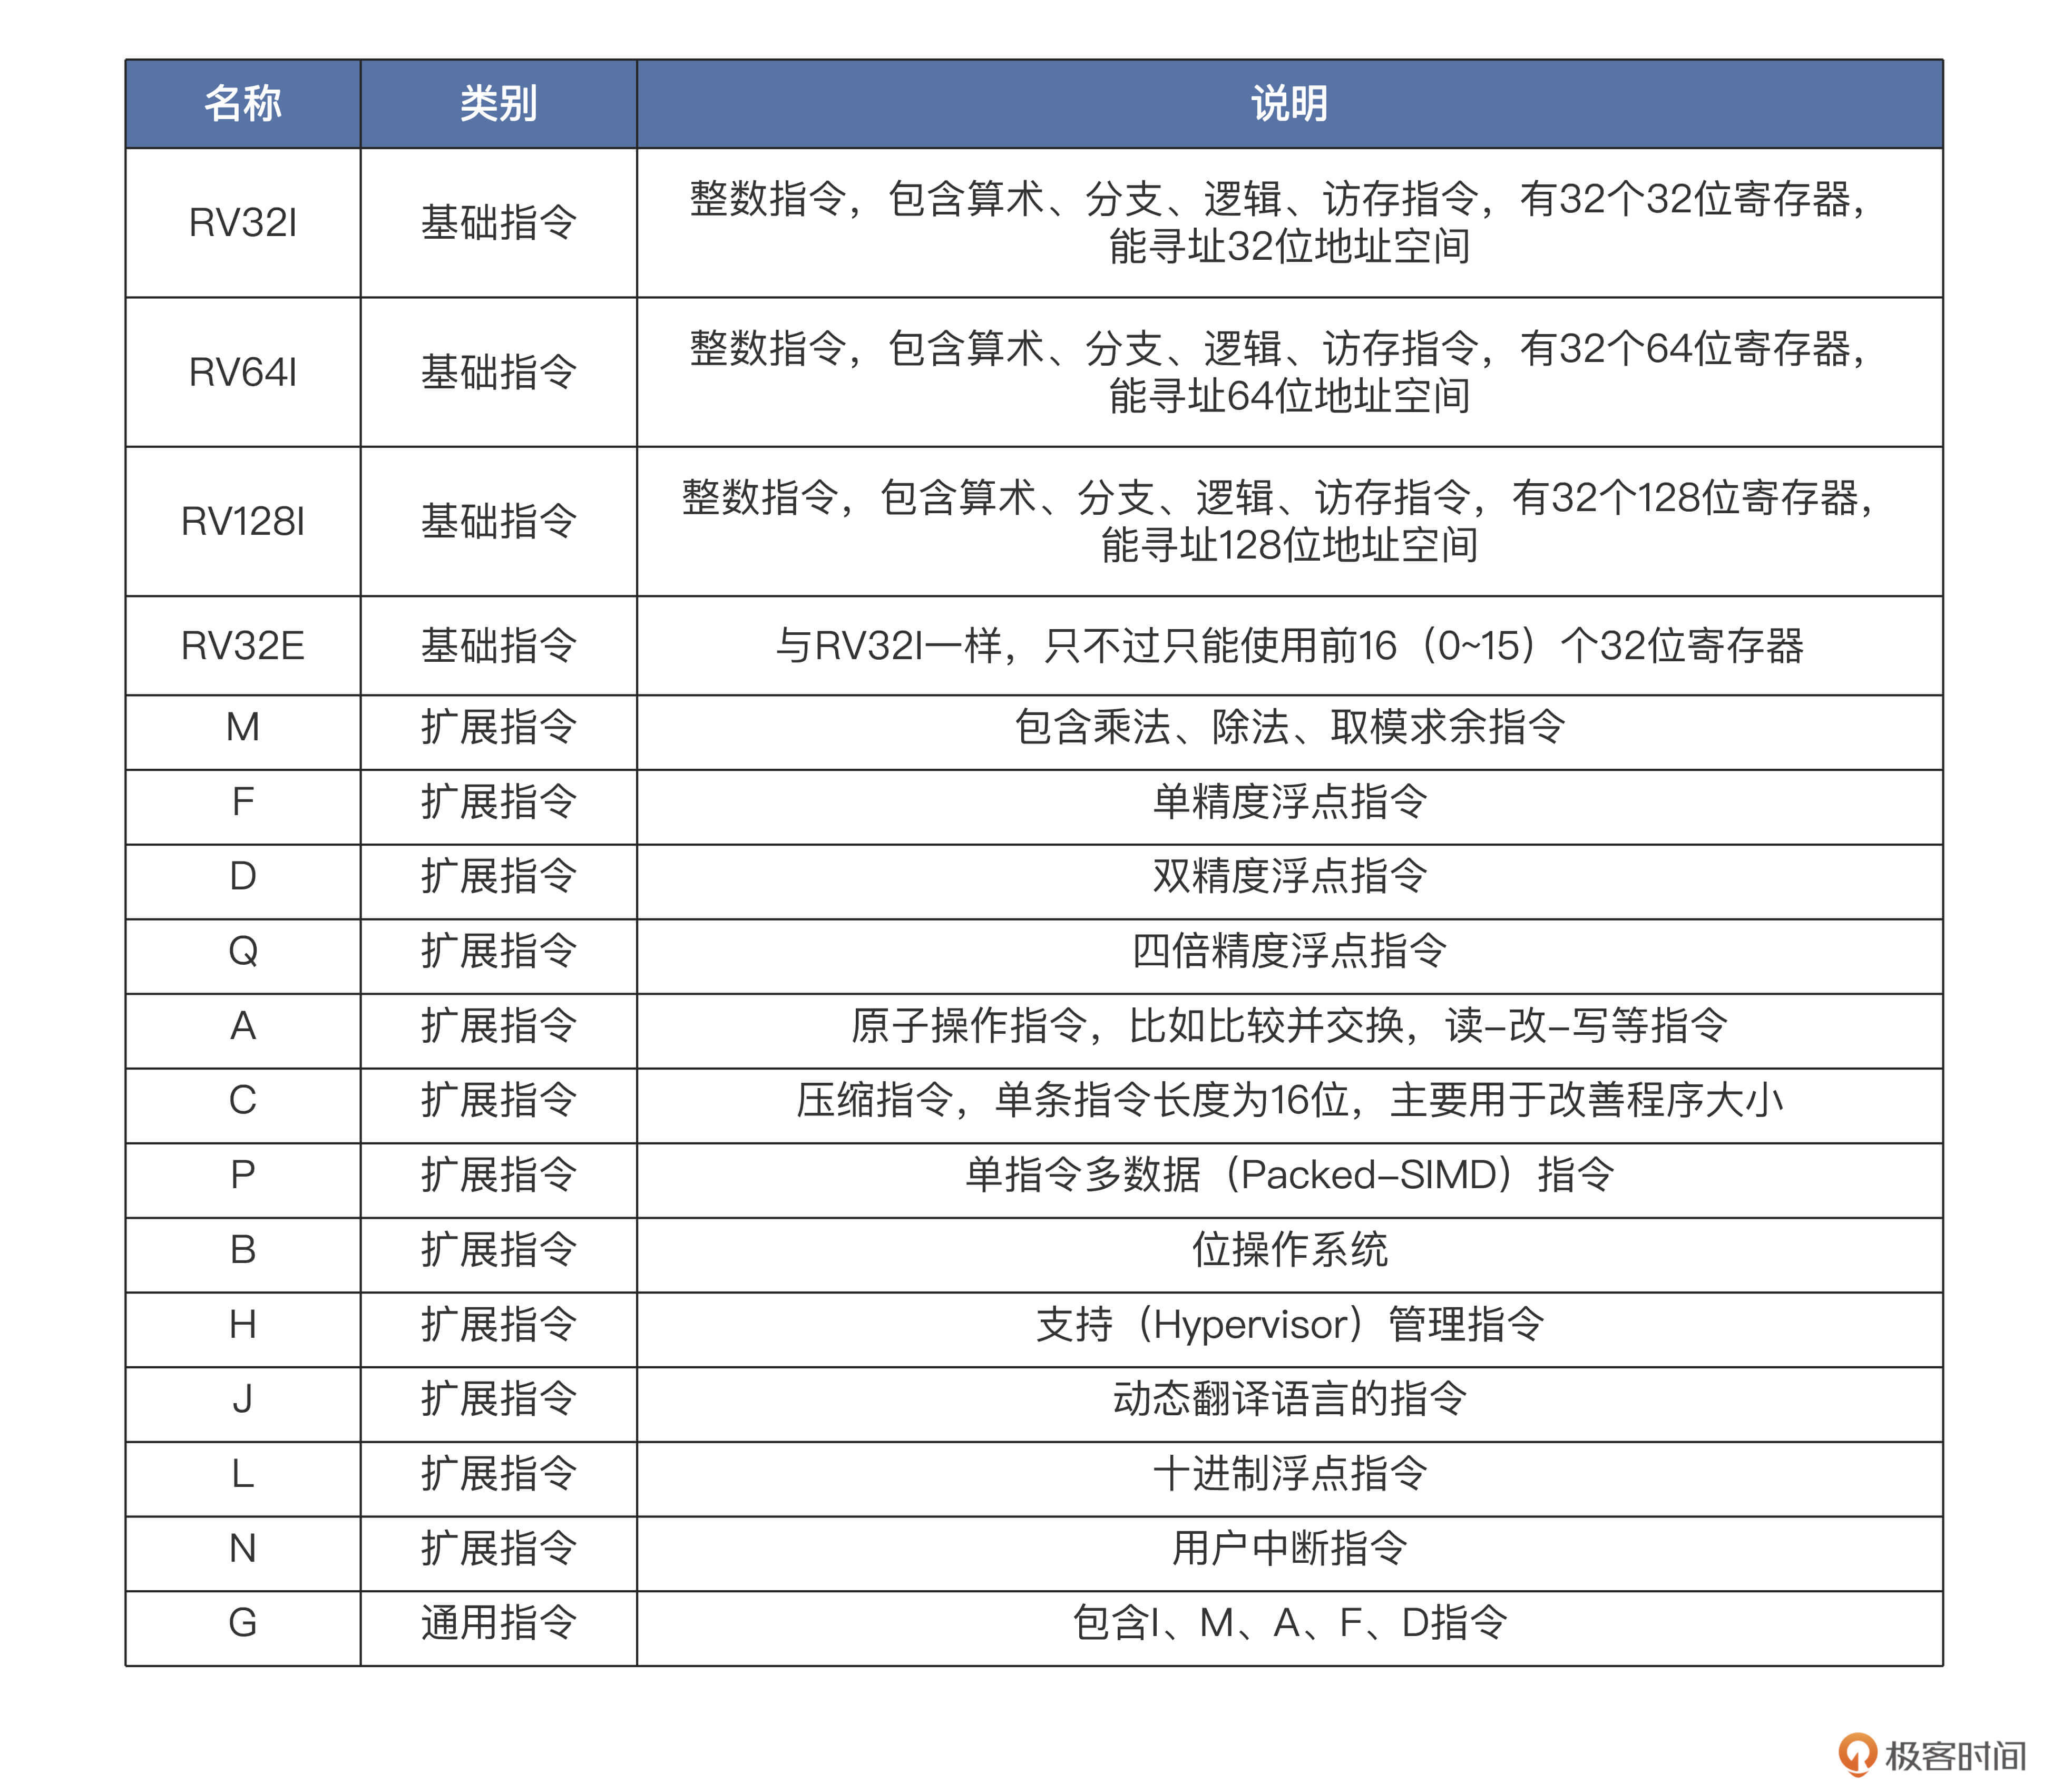 名称 类别 说明
RV32I 基础指令 整数指令，包含算术、分支、逻辑、访存指令，有32个32位寄存器，
能寻址32位地址空间
RV64I 基础指令 整数指令，包含算术、分支、逻辑、访存指令，有32个64位寄存器，
能寻址64位地址空间
RV128I 基础指令 整数指令，包含算术、分支、逻辑、访存指令，有32个128位寄存器，
能寻址128位地址空间
RV32E 基础指令 与RV32I一样，只不过只能使用前16（0~15）个32位寄存器
M 扩展指令 包含乘法、除法、取模求余指令
F 扩展指令 单精度浮点指令
D 扩展指令 双精度浮点指令
Q 扩展指令 四倍精度浮点指令
A 扩展指令 原子操作指令，比如比较并交换，读–改–写等指令
C 扩展指令 压缩指令，单条指令长度为16位，主要用于改善程序大小
P 扩展指令 单指令多数据（Packed–SIMD）指令
B 扩展指令 位操作系统
H 扩展指令 支持（Hypervisor）管理指令
J 扩展指令 动态翻译语言的指令
L 扩展指令 十进制浮点指令
N 扩展指令 用户中断指令
G 通用指令 包含I、M、A、F、D指令
极客时间